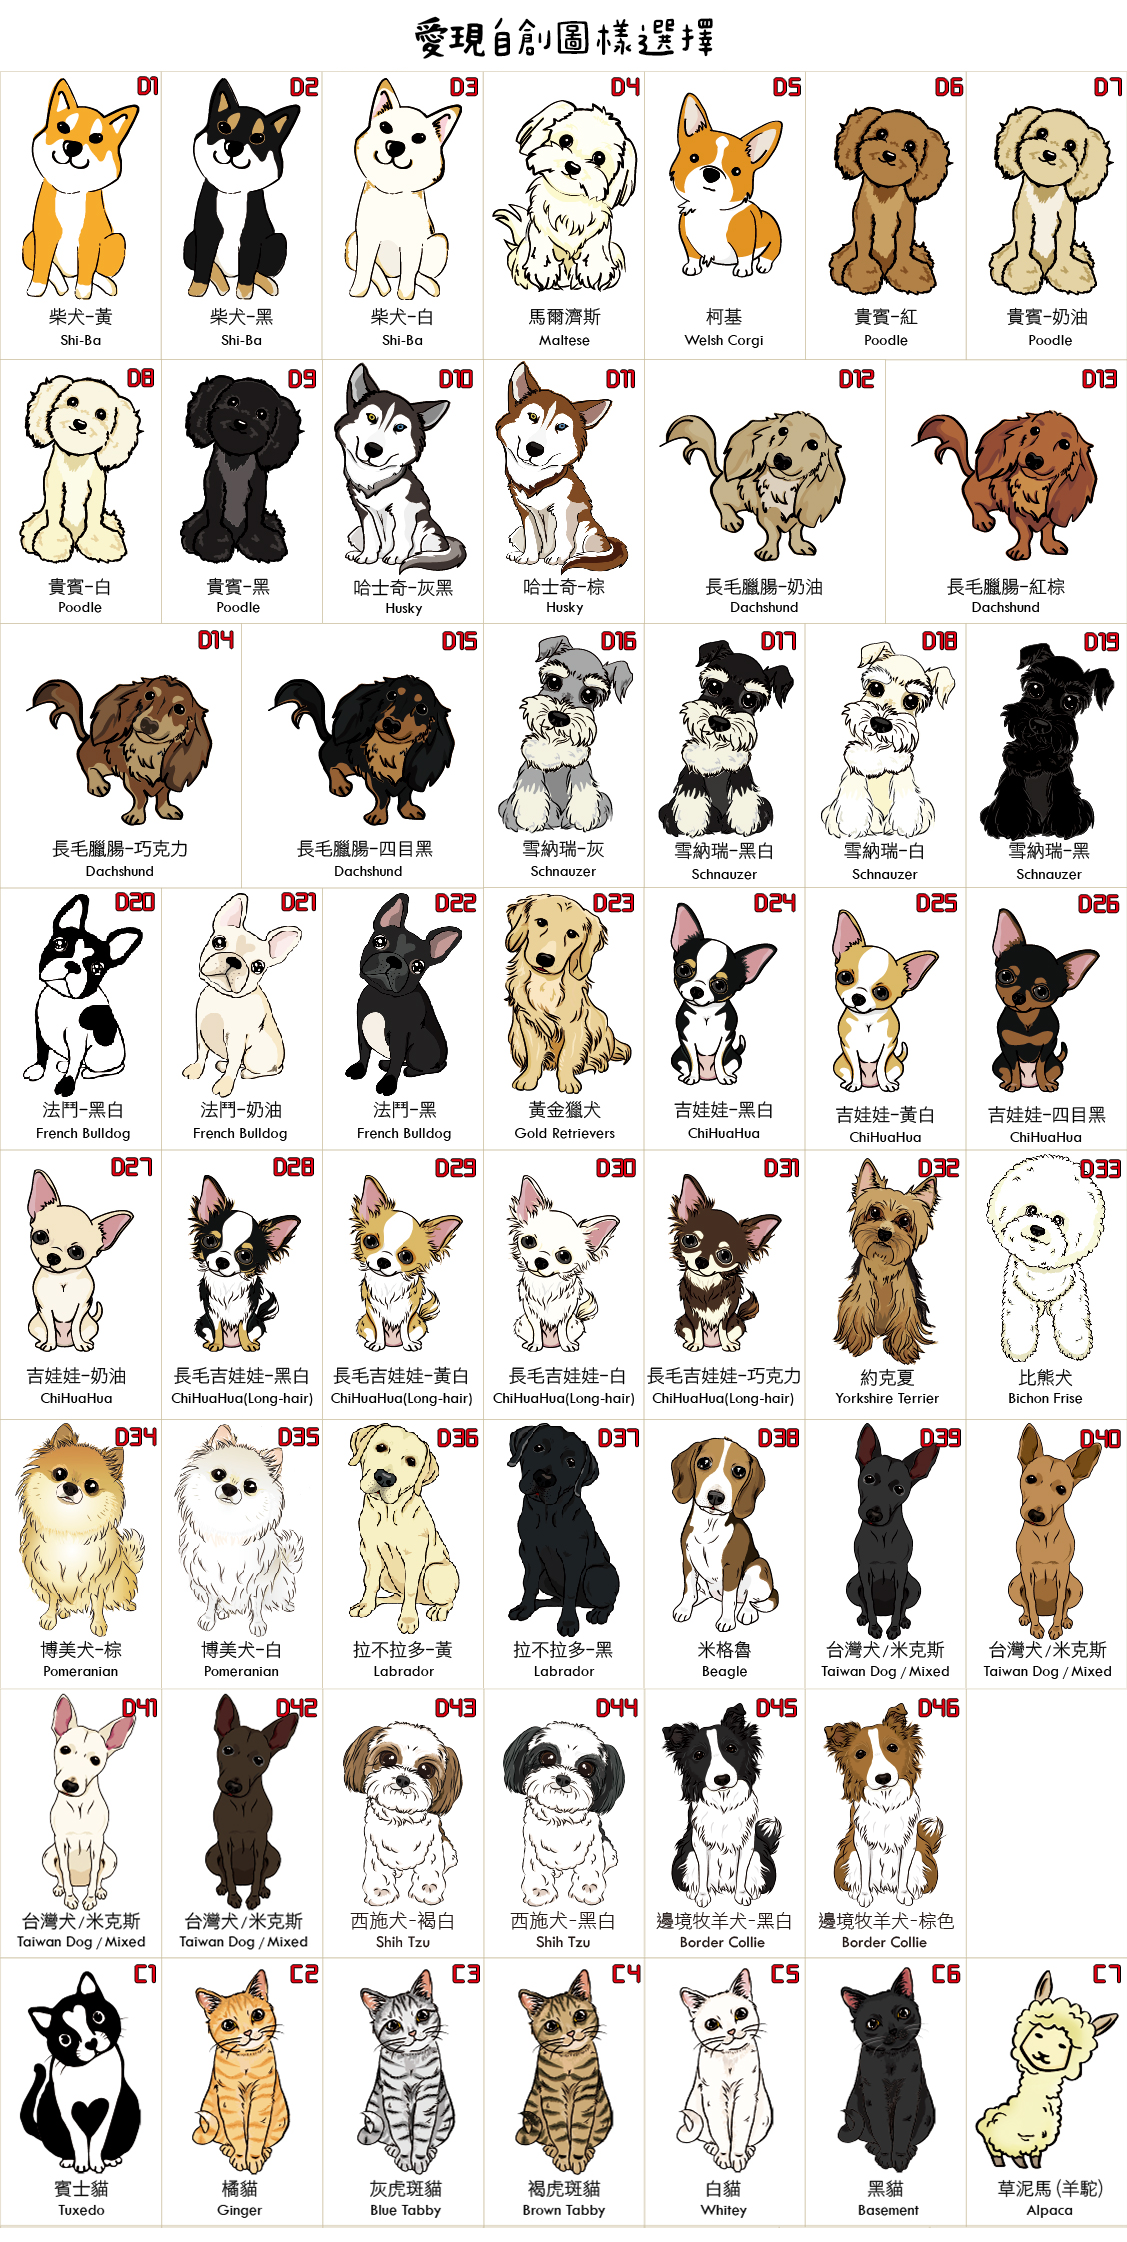 愛現自創圖樣選擇
D1
柴犬-黃
Shi-Ba
D2
柴犬-黑
Shi-Ba
D3
柴犬-白
Shi-Ba
D4
馬爾濟斯
Maltese
D5
柯基
Welsh Corgi
D6
貴賓-紅
Poodle
D7
貴賓-奶油
Poodle
D8
貴賓-白
Poodle
D9
貴賓-黑
Poodle
D10
哈士奇-灰黑
Husky
D11
哈士奇-棕
Husky
D12
長毛臘腸-奶油
Dachshund
D13
長毛臘腸-紅棕
Dachshund
D14
長毛臘腸-巧克力
Dachshund
D15
長毛臘腸-四目黑
Dachshund
D16
雪納瑞-灰
Schnauzer
D17
雪納瑞-黑白
Schnauzer
D18
雪納瑞-白
Schnauzer
D19
雪納瑞-黑
Schnauzer
D20
法鬥-黑白
French Bulldog
D21
法鬥-奶油
French Bulldog
D22
法鬥-黑
French Bulldog
D23
黃金獵犬
Gold Retrievers
D24
吉娃娃-黑白
ChiHuaHua
D25
吉娃娃-黃白
ChiHuaHua
D26
吉娃娃-四目黑
ChiHuaHua
D27
吉娃娃-奶油
ChiHuaHua
D28
長毛吉娃娃-黑白
ChiHuaHua(Long-hair)
D29
長毛吉娃娃-黃白
ChiHuaHua(Long-hair)
D30
長毛吉娃娃-白
ChiHuaHua(Long-hair)
D31
長毛吉娃娃-巧克力
ChiHuaHua(Long-hair)
D32
約克夏
Yorkshire Terrier
D33
比熊犬
Bichon Frise
D34
博美犬-棕
Pomeranian
D35
博美犬-白
Pomeranian
D36
拉不拉多-黃
Labrador
D37
拉不拉多-黑
Labrador
D38
米格魯
Beagle
D39
台灣犬/米克斯
Taiwan Dog / Mixed
D40
台灣犬/米克斯
Taiwan Dog / Mixed
D41
台灣犬/米克斯
Taiwan Dog / Mixed
D42
台灣犬/米克斯
Taiwan Dog / Mixed
D43
西施犬-褐白
Shih Tzu
D44
西施犬-黑白
Shih Tzu
D45
邊境牧羊犬-黑白
Border Collie
D46
邊境牧羊犬-棕色
Border Collie
C1
賓士貓
Tuxedo
C2
橘貓
Ginger
C3
灰虎斑貓
Blue Tabby
C4
褐虎斑貓
Brown Tabby
C5
白貓
Whitey
C6
黑貓
Basement
C7
草泥馬(羊駝)
Alpaca